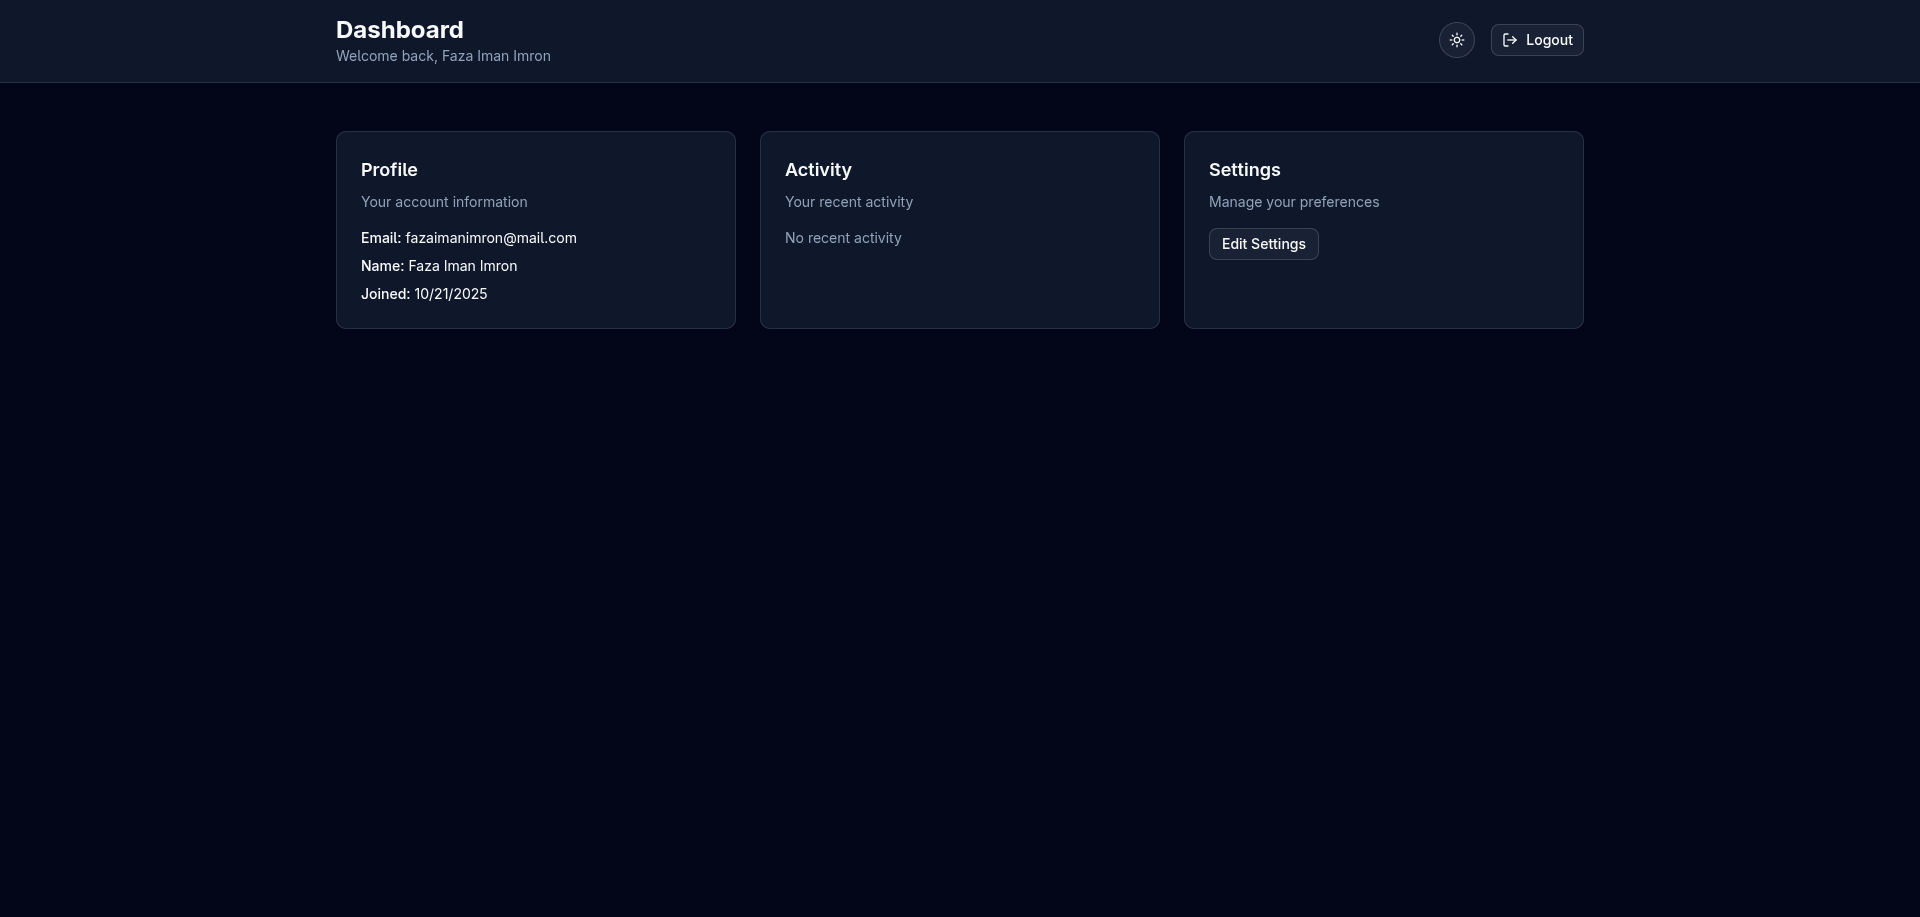 Dashboard
Welcome back, Faza Iman Imron
Logout
Profile
Your account information
Email: fazaimanimron@mail.com
Name: Faza Iman Imron
Joined: 10/21/2025
Activity
Your recent activity
No recent activity
Settings
Manage your preferences
Edit Settings